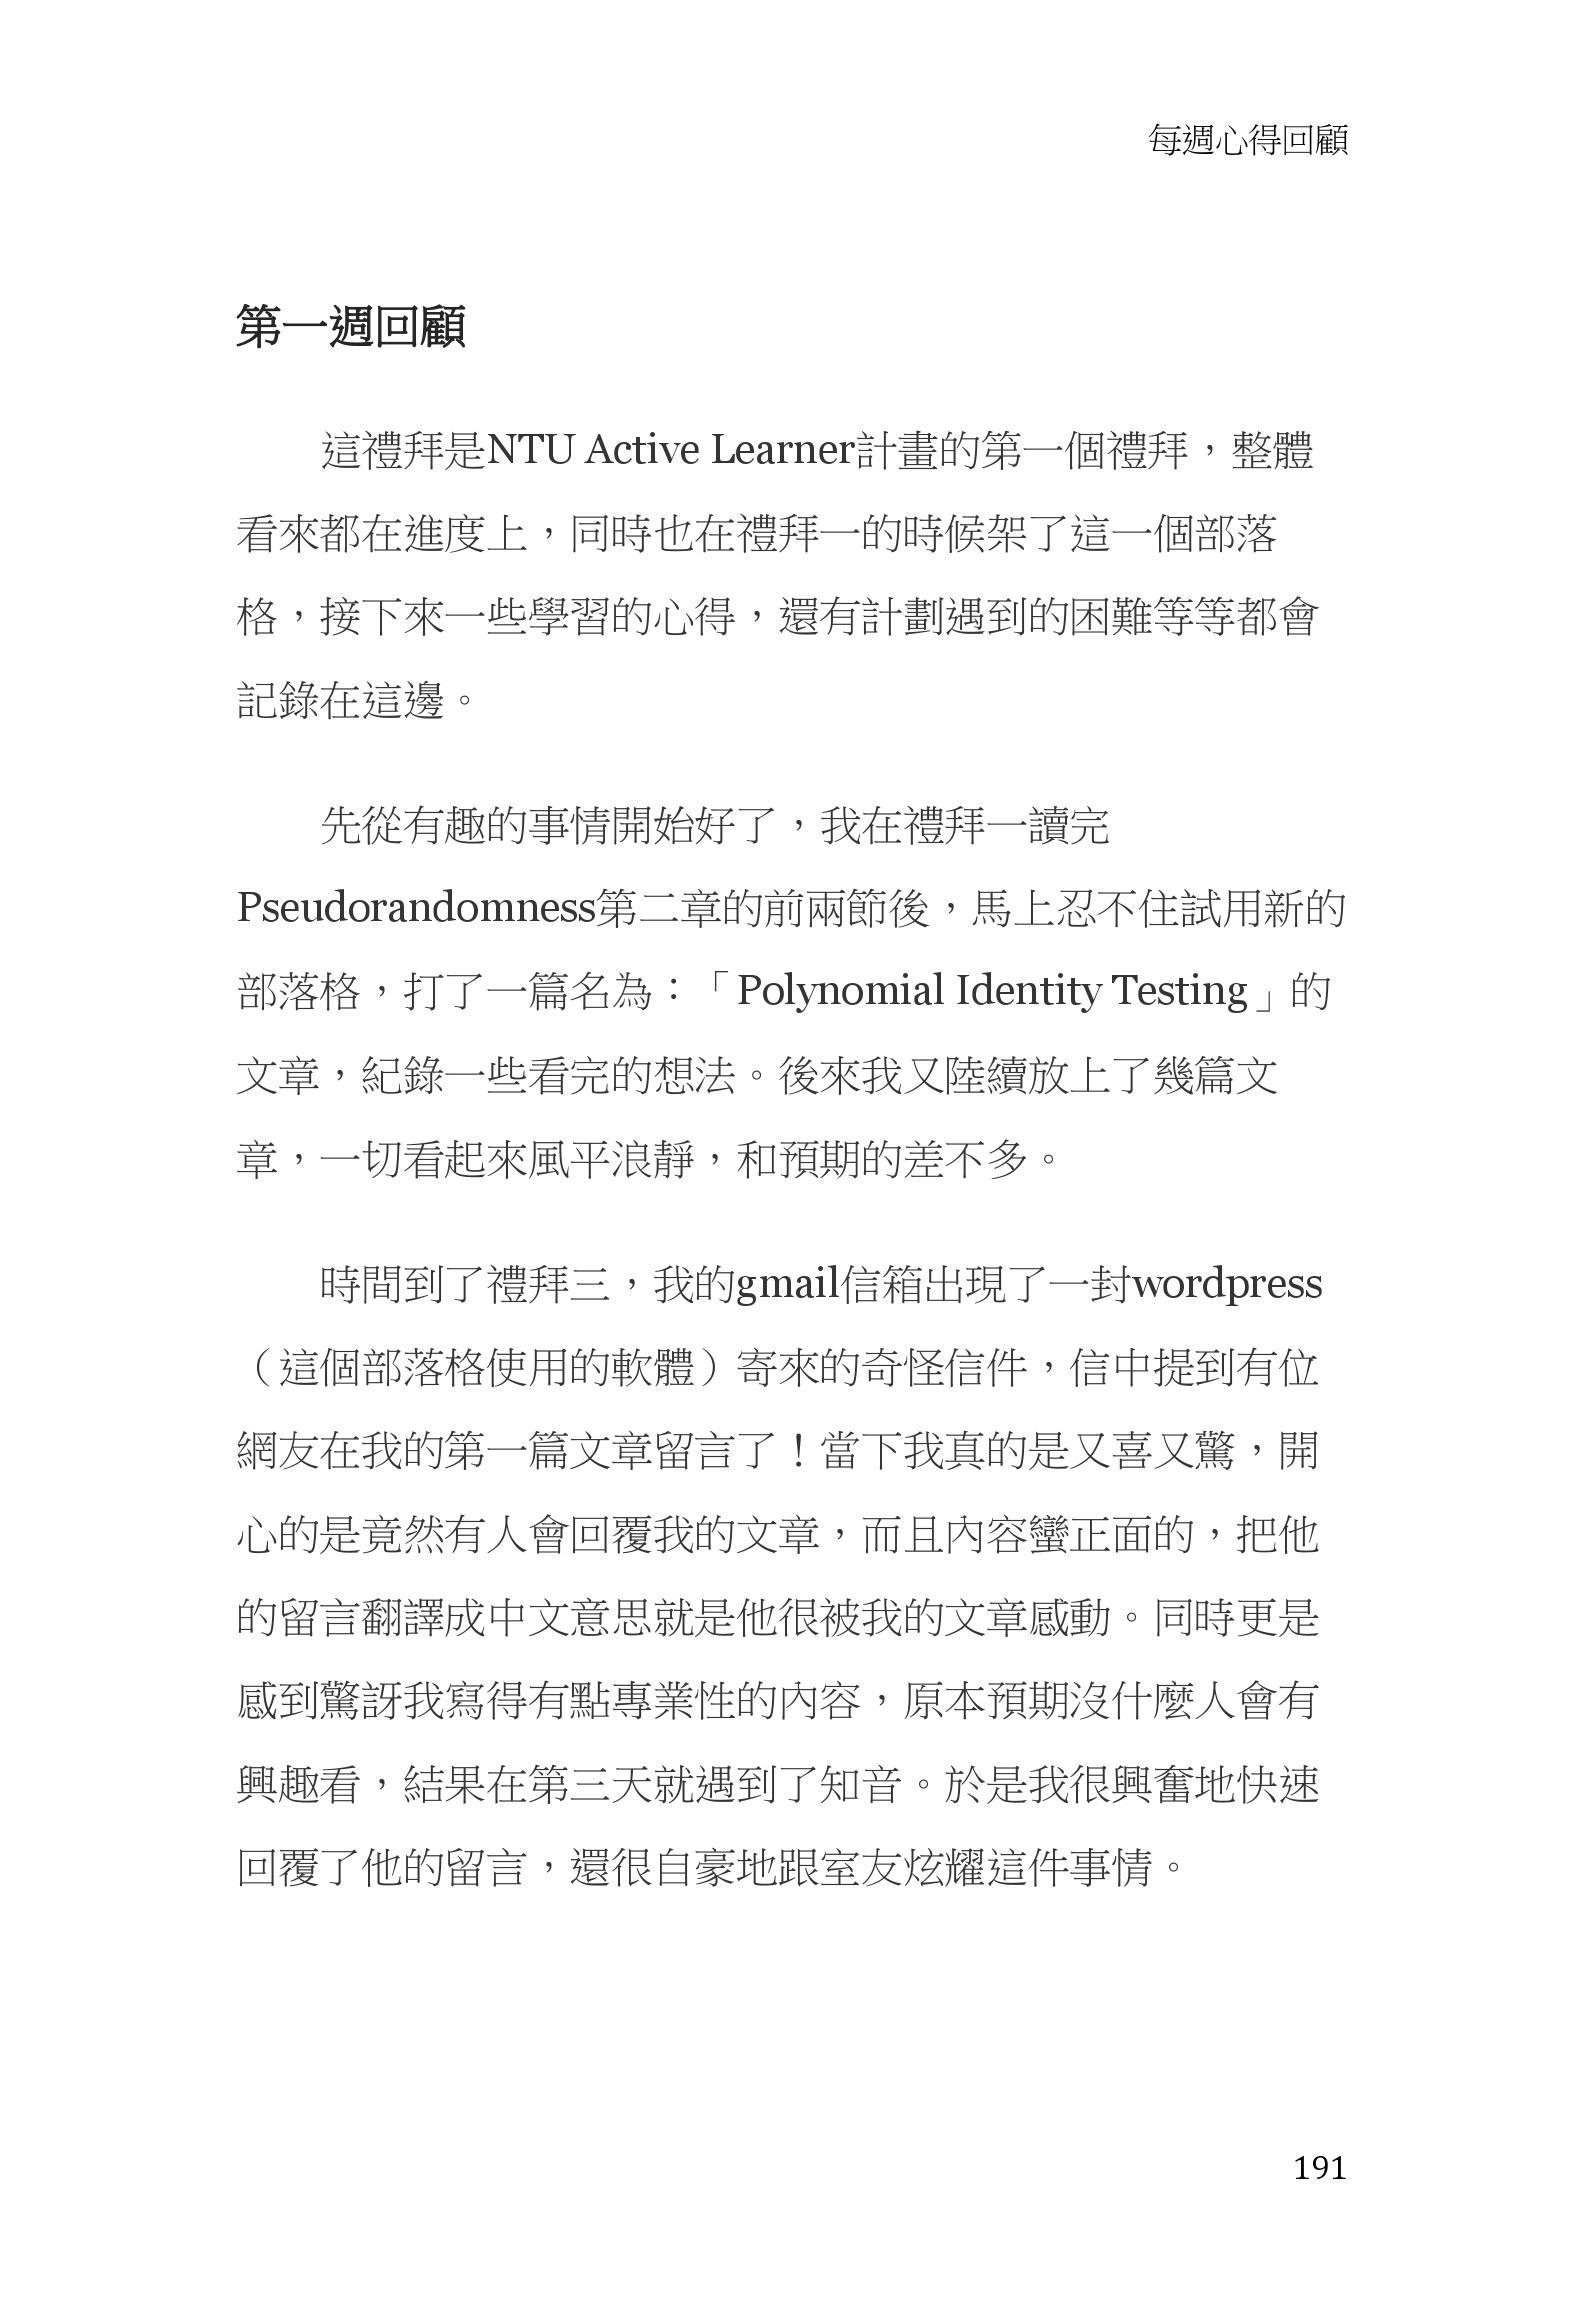 每週心得回顧
第一週回顧
這禮拜是NTU Active Learner計畫的第一個禮拜，整體
看來都在進度上，同時也在禮拜一的時候架了這一個部落
格，接下來一些學習的心得，還有計劃遇到的困難等等都會
記錄在這邊。
先從有趣的事情開始好了，我在禮拜一讀完
Pseudorandomness第二章的前兩節後，馬上忍不住試用新的
部落格，打了一篇名為：「Polynomial Identity Testing」的
文章，紀錄一些看完的想法。後來我又陸續放上了幾篇文
章，一切看起來風平浪靜，和預期的差不多。
時間到了禮拜三，我的gmail信箱出現了一封wordpress
（這個部落格使用的軟體）寄來的奇怪信件，信中提到有位
網友在我的第一篇文章留言了！當下我真的是又喜又驚，開
心的是竟然有人會回覆我的文章，而且內容蠻正面的，把他
的留言翻譯成中文意思就是他很被我的文章感動。同時更是
感到驚訝我寫得有點專業性的內容，原本預期沒什麼人會有
興趣看，結果在第三天就遇到了知音。於是我很興奮地快速
回覆了他的留言，還很自豪地跟室友炫耀這件事情。
191